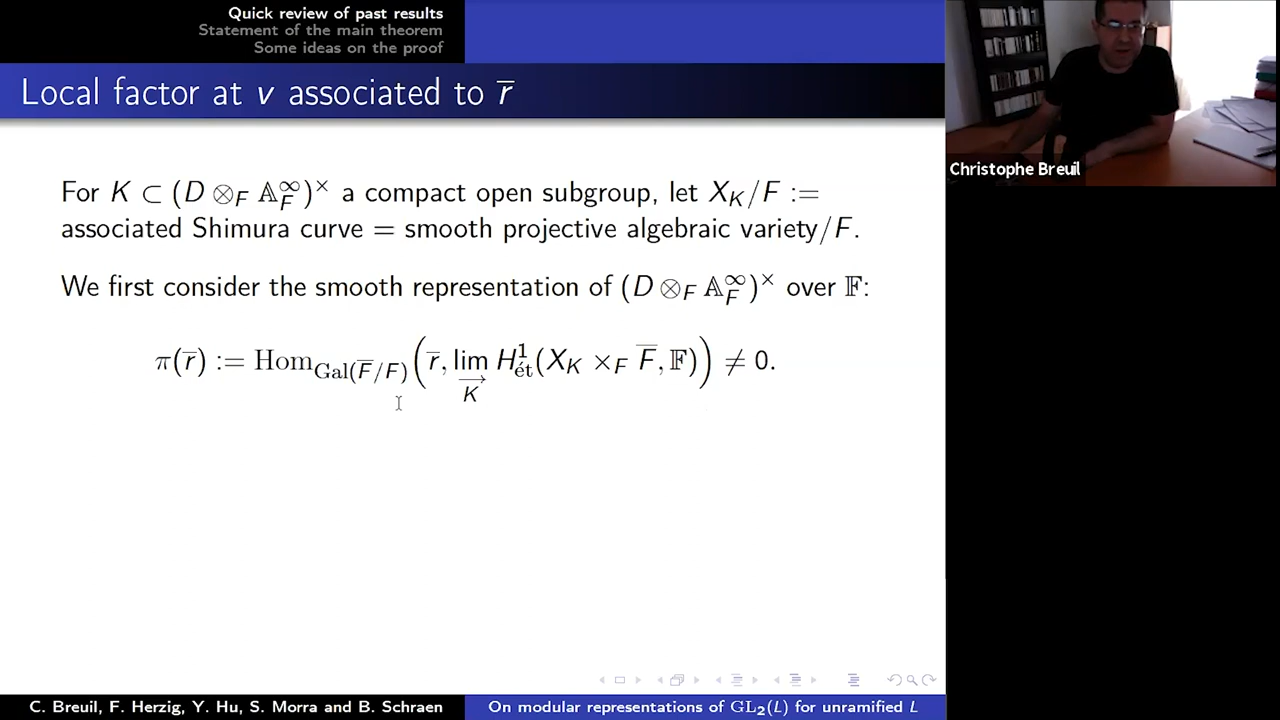 Quick review of past results
Statement of the main theorem
Some ideas on the proof
Local factor at v associated to r̅
Christophe Breuil
For K ⊂ (D ⊗_F 𝔸_F^∞)^× a compact open subgroup, let X_K/F :=
associated Shimura curve = smooth projective algebraic variety/F.
We first consider the smooth representation of (D ⊗_F 𝔸_F^∞)^× over 𝔽:
π(r̅) := Hom_{Gal(F̅/F)}(r̅, lim_{→K} H^1_{ét}(X_K ×_F F̅, 𝔽)) ≠ 0.
C. Breuil, F. Herzig, Y. Hu, S. Morra and B. Schraen On modular representations of GL₂(L) for unramified L